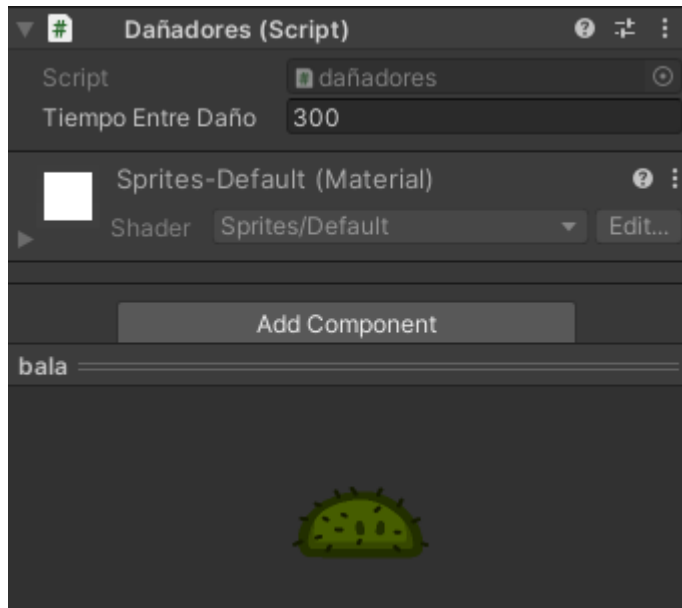 Dañadores (Script)
Script dañadores
Tiempo Entre Daño 300
Sprites-Default (Material)
Shader Sprites/Default Edit...
Add Component
bala